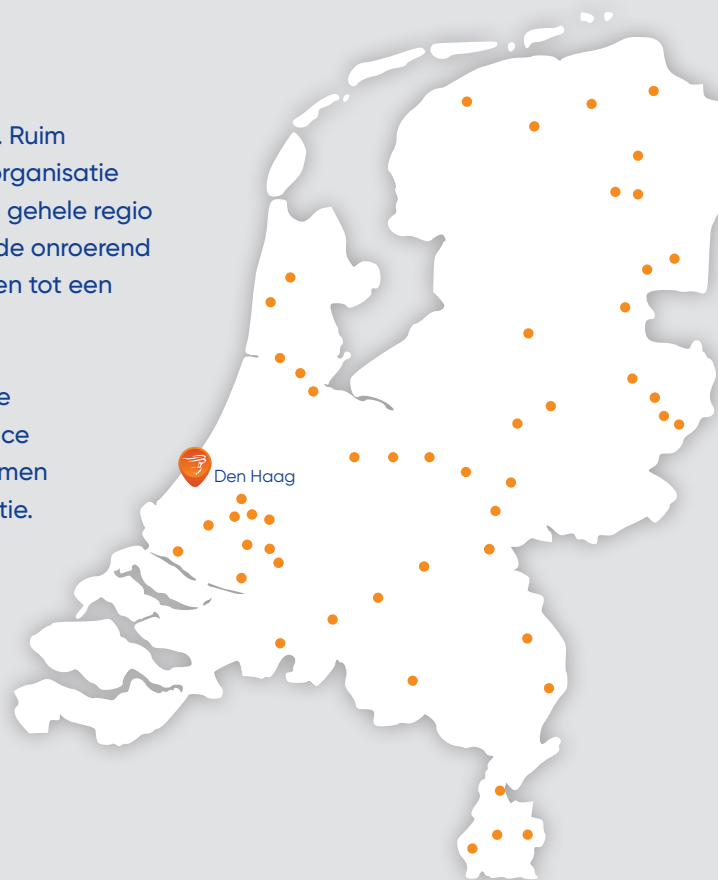 . Ruim
organisatie
gehele regio
de onroerend
en tot een
e
ce
men
tie.
Den Haag